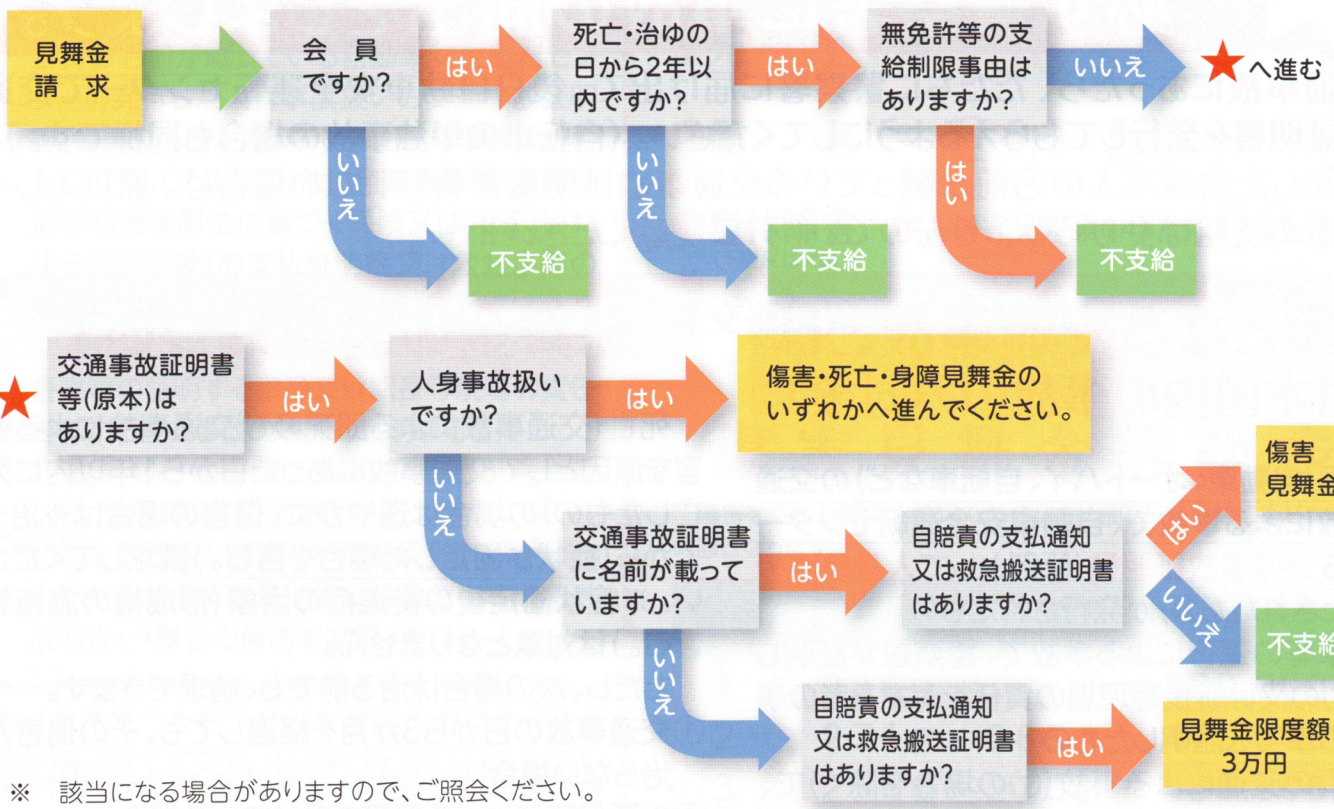 見舞金
請　求
会　員
ですか?
はい
死亡・治ゆの
日から2年以
内ですか?
はい
無免許等の支
給制限事由は
ありますか?
いいえ
★へ進む
いいえ
不支給
いいえ
不支給
はい
不支給
★
交通事故証明書
等(原本)は
ありますか?
はい
人身事故扱い
ですか?
はい
傷害・死亡・身障見舞金の
いずれかへ進んでください。
いいえ
交通事故証明書
に名前が載って
いますか?
はい
自賠責の支払通知
又は救急搬送証明書
はありますか?
はい
傷害
見舞金
いいえ
不支給
いいえ
自賠責の支払通知
又は救急搬送証明書
はありますか?
はい
見舞金限度額
3万円
※　該当になる場合がありますので、ご照会ください。